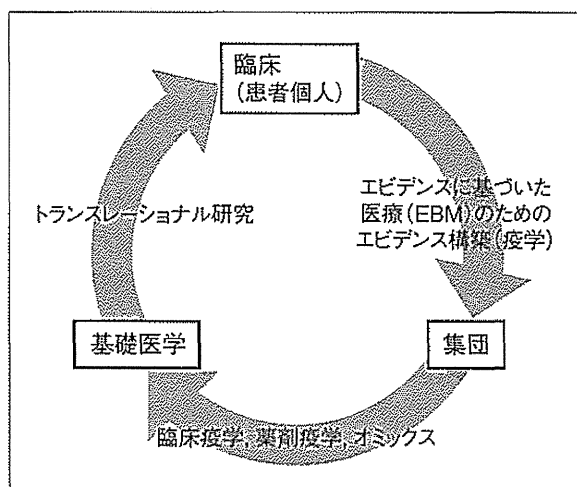 臨床
(患者個人)
トランスレーショナル研究
エビデンスに基づいた
医療(EBM)のための
エビデンス構築(疫学)
基礎医学
集団
臨床疫学, 薬剤疫学, オミックス